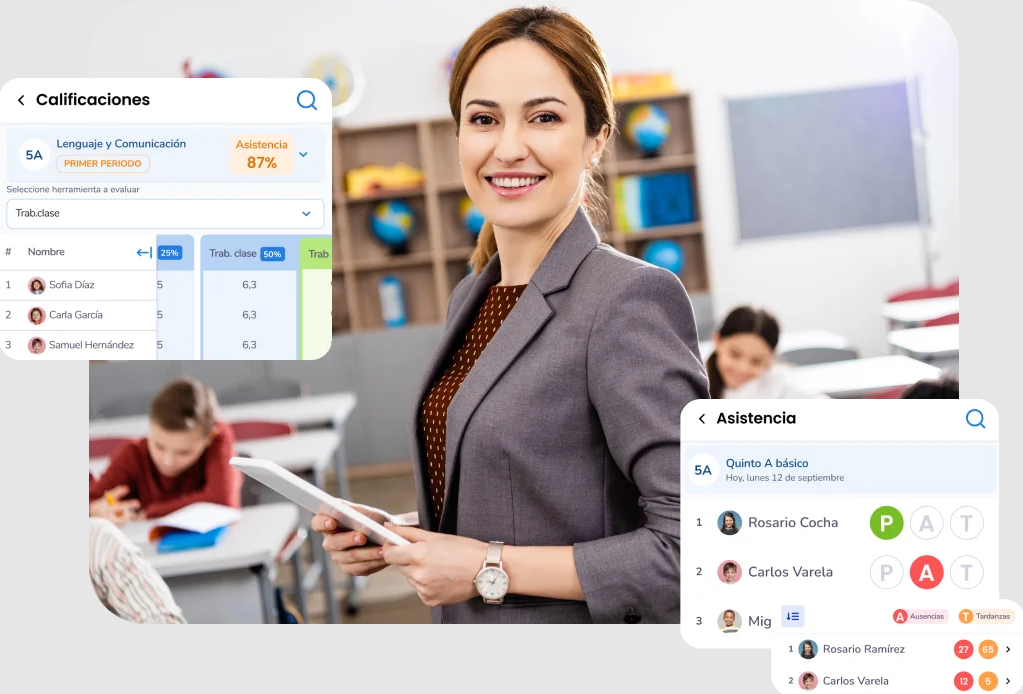 Calificaciones
5A
Lenguaje y Comunicación
PRIMER PERIODO
Asistencia
87%
Seleccione herramienta a evaluar
Trab.clase
# Nombre 25% Trab. clase 50% Trab
1 Sofia Díaz 5 6,3
2 Carla García 5 6,3
3 Samuel Hernández 5 6,3
Asistencia
5A
Quinto A básico
Hoy, lunes 12 de septiembre
1 Rosario Cocha P A T
2 Carlos Varela P A T
3 Mig
A Ausencias T Tardanzas
1 Rosario Ramírez 27 65
2 Carlos Varela 12 5